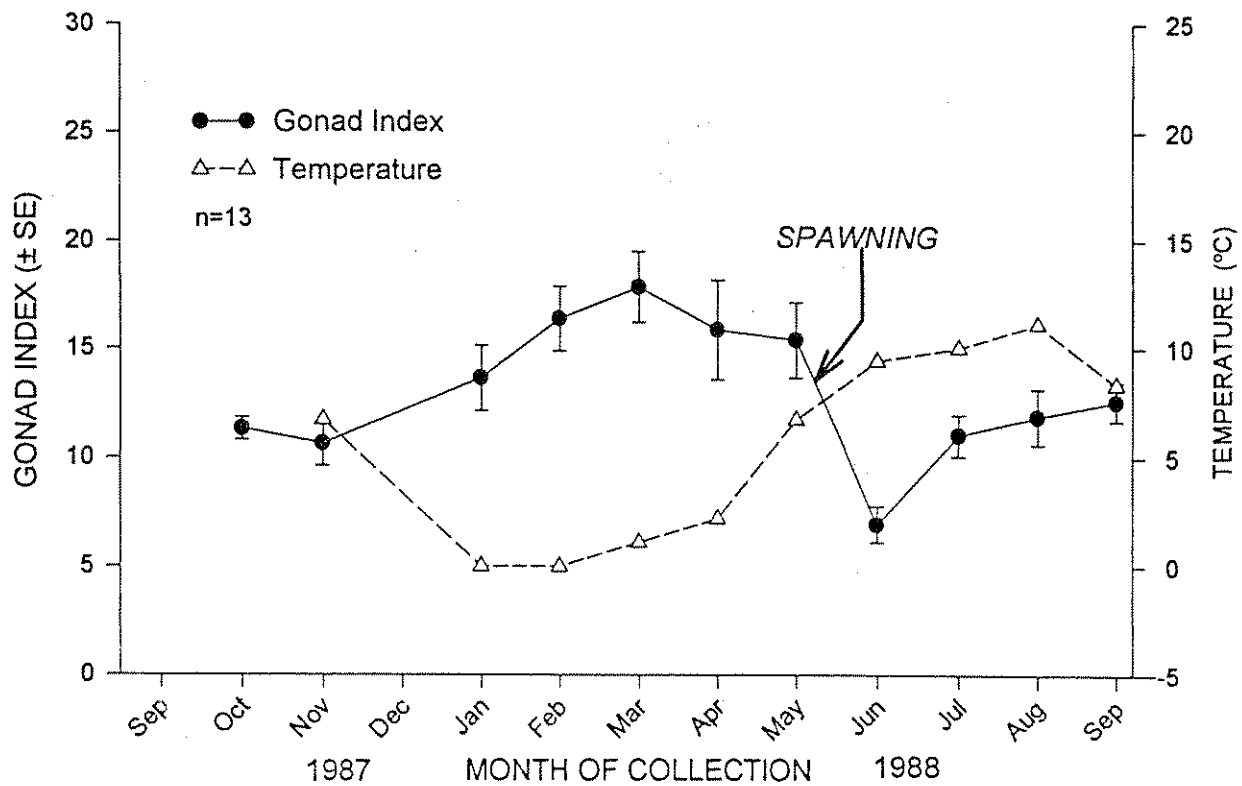 30
25
20
15
10
5
0
GONAD INDEX (± SE)
Gonad Index
Temperature
n=13
SPAWNING
25
20
15
10
5
0
-5
TEMPERATURE (ºC)
Sep
Oct
Nov
Dec
Jan
Feb
Mar
Apr
May
Jun
Jul
Aug
Sep
1987 MONTH OF COLLECTION 1988